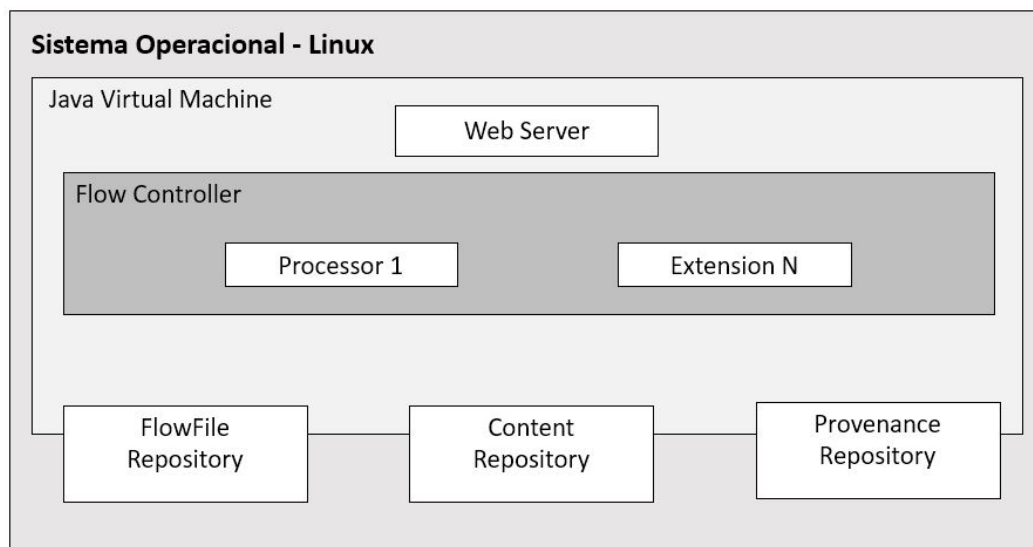 Sistema Operacional - Linux
Java Virtual Machine
Web Server
Flow Controller
Processor 1
Extension N
FlowFile
Repository
Content
Repository
Provenance
Repository